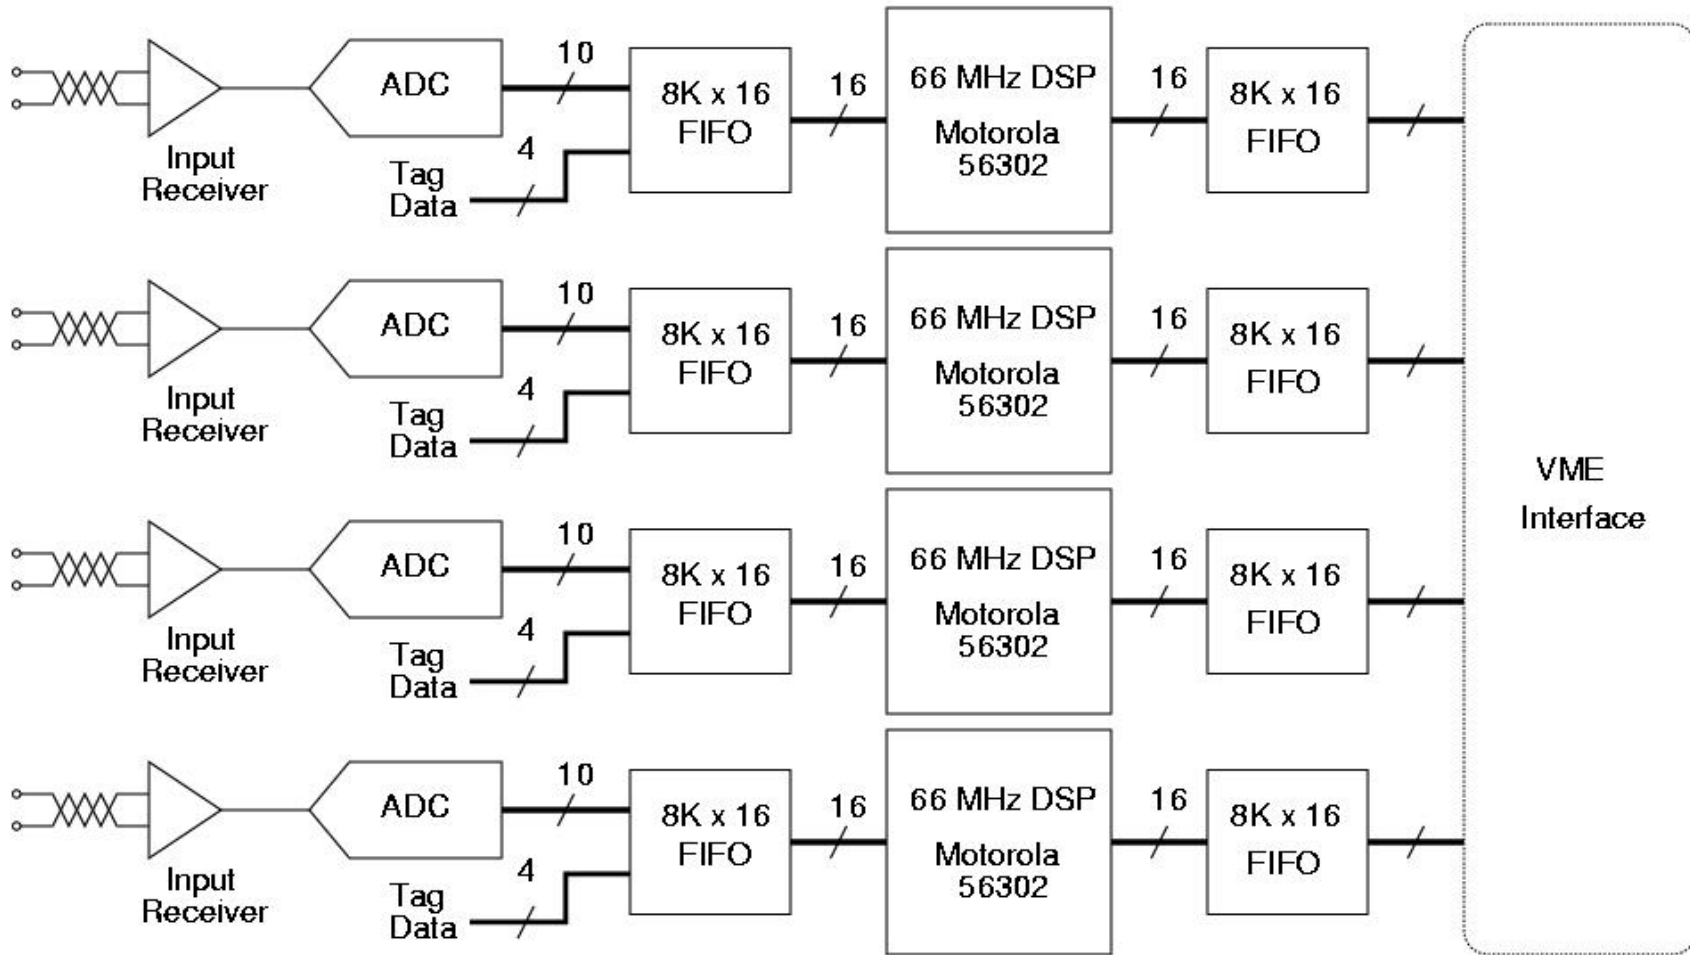 10
ADC
8K x 16
FIFO
16
66 MHz DSP
Motorola
56302
16
8K x 16
FIFO
Input
Receiver
4
Tag
Data
10
ADC
8K x 16
FIFO
16
66 MHz DSP
Motorola
56302
16
8K x 16
FIFO
Input
Receiver
4
Tag
Data
VME
Interface
10
ADC
8K x 16
FIFO
16
66 MHz DSP
Motorola
56302
16
8K x 16
FIFO
Input
Receiver
4
Tag
Data
10
ADC
8K x 16
FIFO
16
66 MHz DSP
Motorola
56302
16
8K x 16
FIFO
Input
Receiver
4
Tag
Data